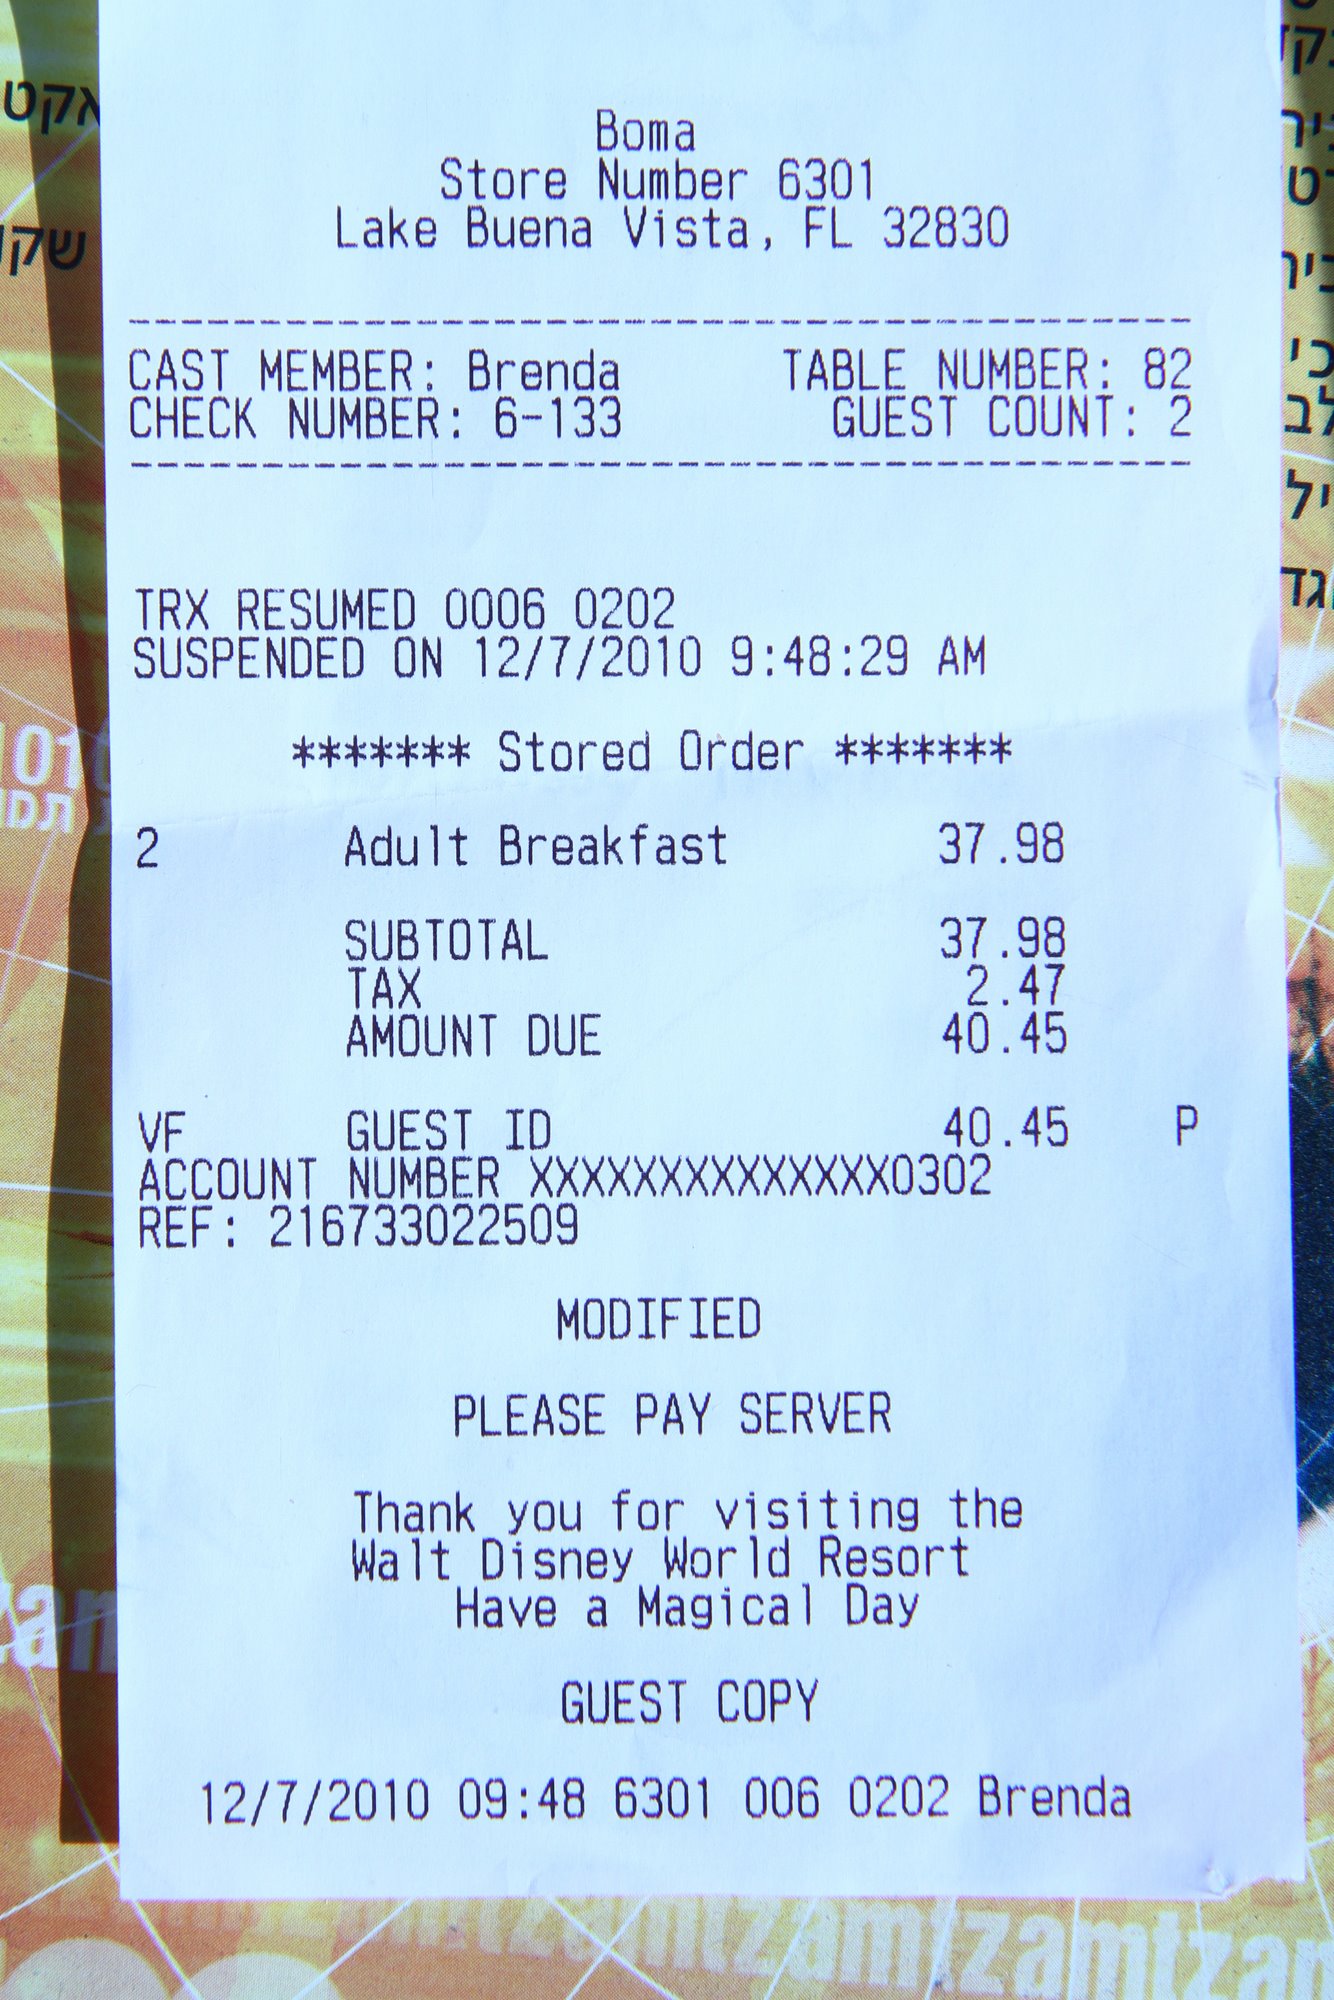 Boma
Store Number 6301
Lake Buena Vista, FL 32830
CAST MEMBER: Brenda TABLE NUMBER: 82
CHECK NUMBER: 6-133 GUEST COUNT: 2
TRX RESUMED 0006 0202
SUSPENDED ON 12/7/2010 9:48:29 AM
******* Stored Order *******
2 Adult Breakfast 37.98
SUBTOTAL 37.98
TAX 2.47
AMOUNT DUE 40.45
VF GUEST ID 40.45 P
ACCOUNT NUMBER XXXXXXXXXXXXXX0302
REF: 216733022509
MODIFIED
PLEASE PAY SERVER
Thank you for visiting the
Walt Disney World Resort
Have a Magical Day
GUEST COPY
12/7/2010 09:48 6301 006 0202 Brenda